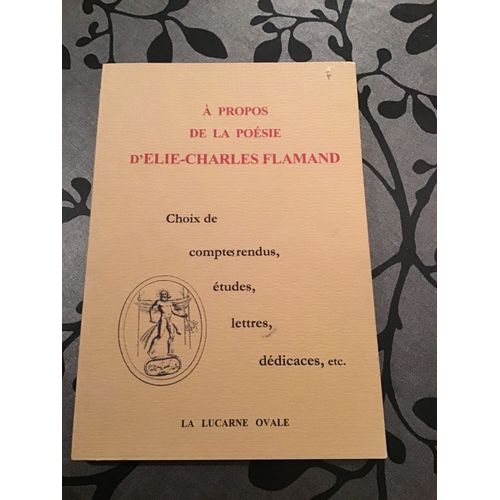 À PROPOS
DE LA POÉSIE
D'ELIE-CHARLES FLAMAND
Choix de
comptes rendus,
études,
lettres,
dédicaces, etc.
LA LUCARNE OVALE